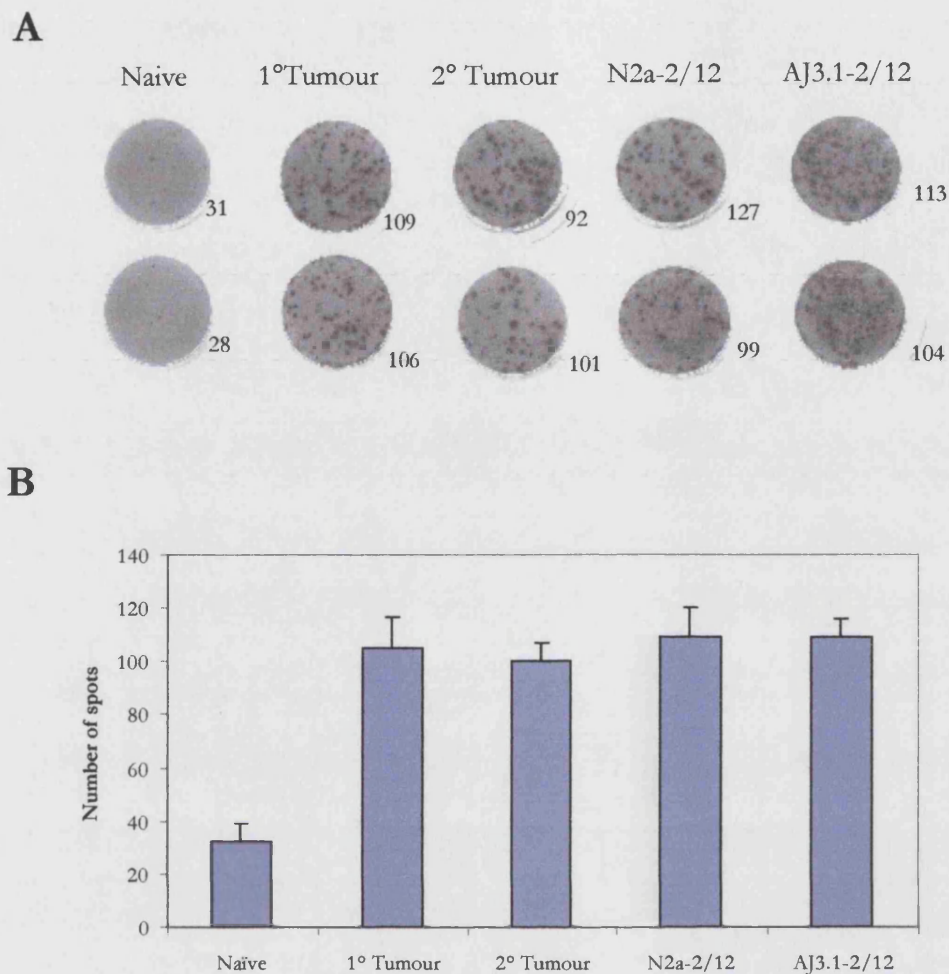 A
Naive 1° Tumour 2° Tumour N2a-2/12 AJ3.1-2/12
31 109 92 127 113
28 106 101 99 104
B
140
120
100
80
60
40
20
0
Number of spots
Naïve 1° Tumour 2° Tumour N2a-2/12 AJ3.1-2/12